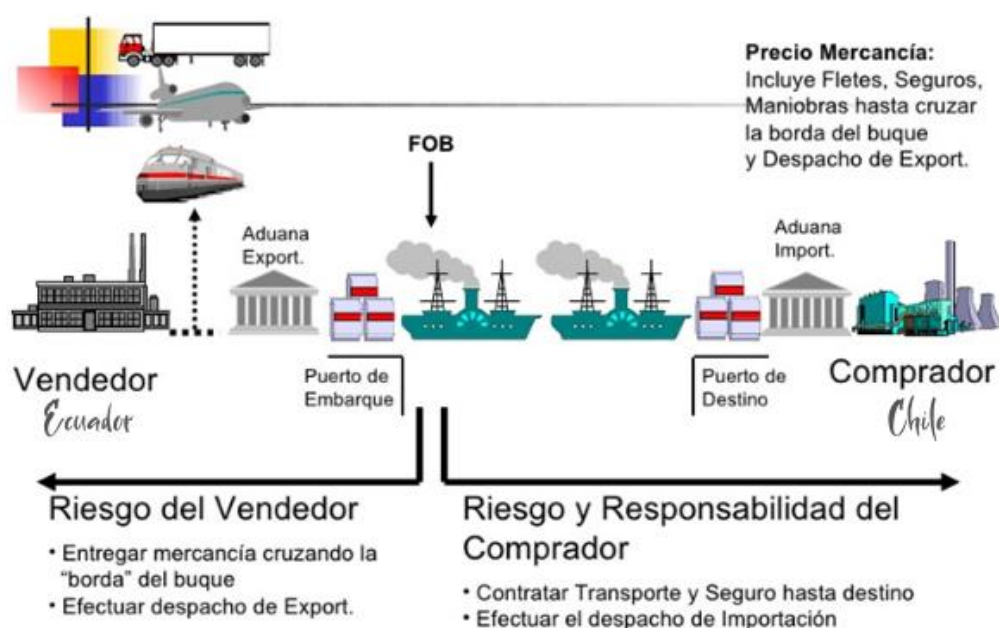 Precio Mercancía:
Incluye Fletes, Seguros,
Maniobras hasta cruzar
la borda del buque
y Despacho de Export.
FOB
Aduana
Export.
Aduana
Import.
Vendedor
Ecuador
Puerto de
Embarque
Puerto de
Destino
Comprador
Chile
Riesgo del Vendedor
• Entregar mercancía cruzando la
"borda" del buque
• Efectuar despacho de Export.
Riesgo y Responsabilidad del
Comprador
• Contratar Transporte y Seguro hasta destino
• Efectuar el despacho de Importación